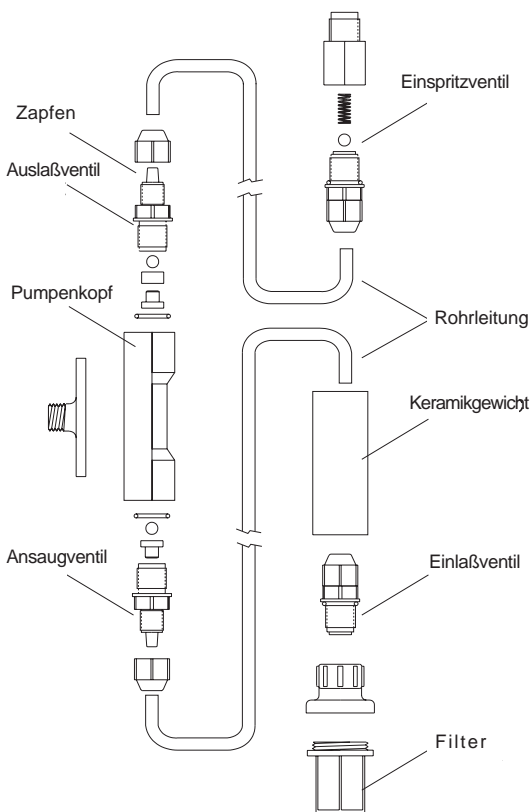 Einspritzventil
Zapfen
Auslaßventil
Pumpenkopf
Rohrleitung
Keramikgewicht
Ansaugventil
Einlaßventil
Filter